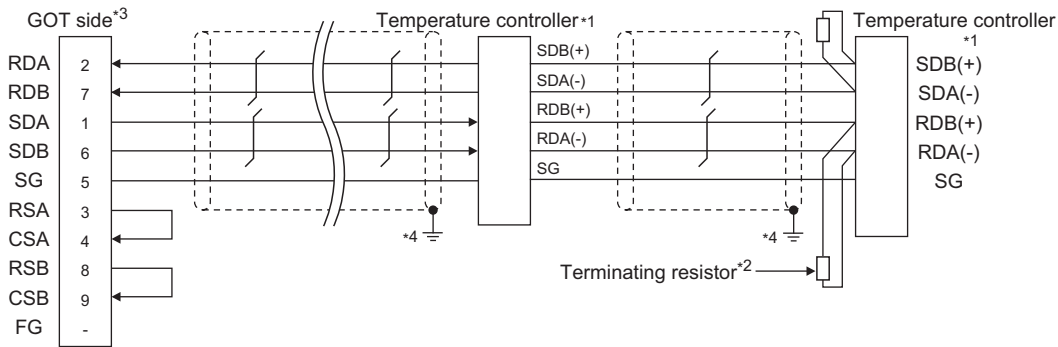 GOT side*3
Temperature controller*1
Temperature controller
*1
RDA 2 SDB(+) SDB(+)
RDB 7 SDA(-) SDA(-)
SDA 1 RDB(+) RDB(+)
SDB 6 RDA(-) RDA(-)
SG 5 SG SG
RSA 3
CSA 4 *4 *4
RSB 8 Terminating resistor*2
CSB 9
FG -